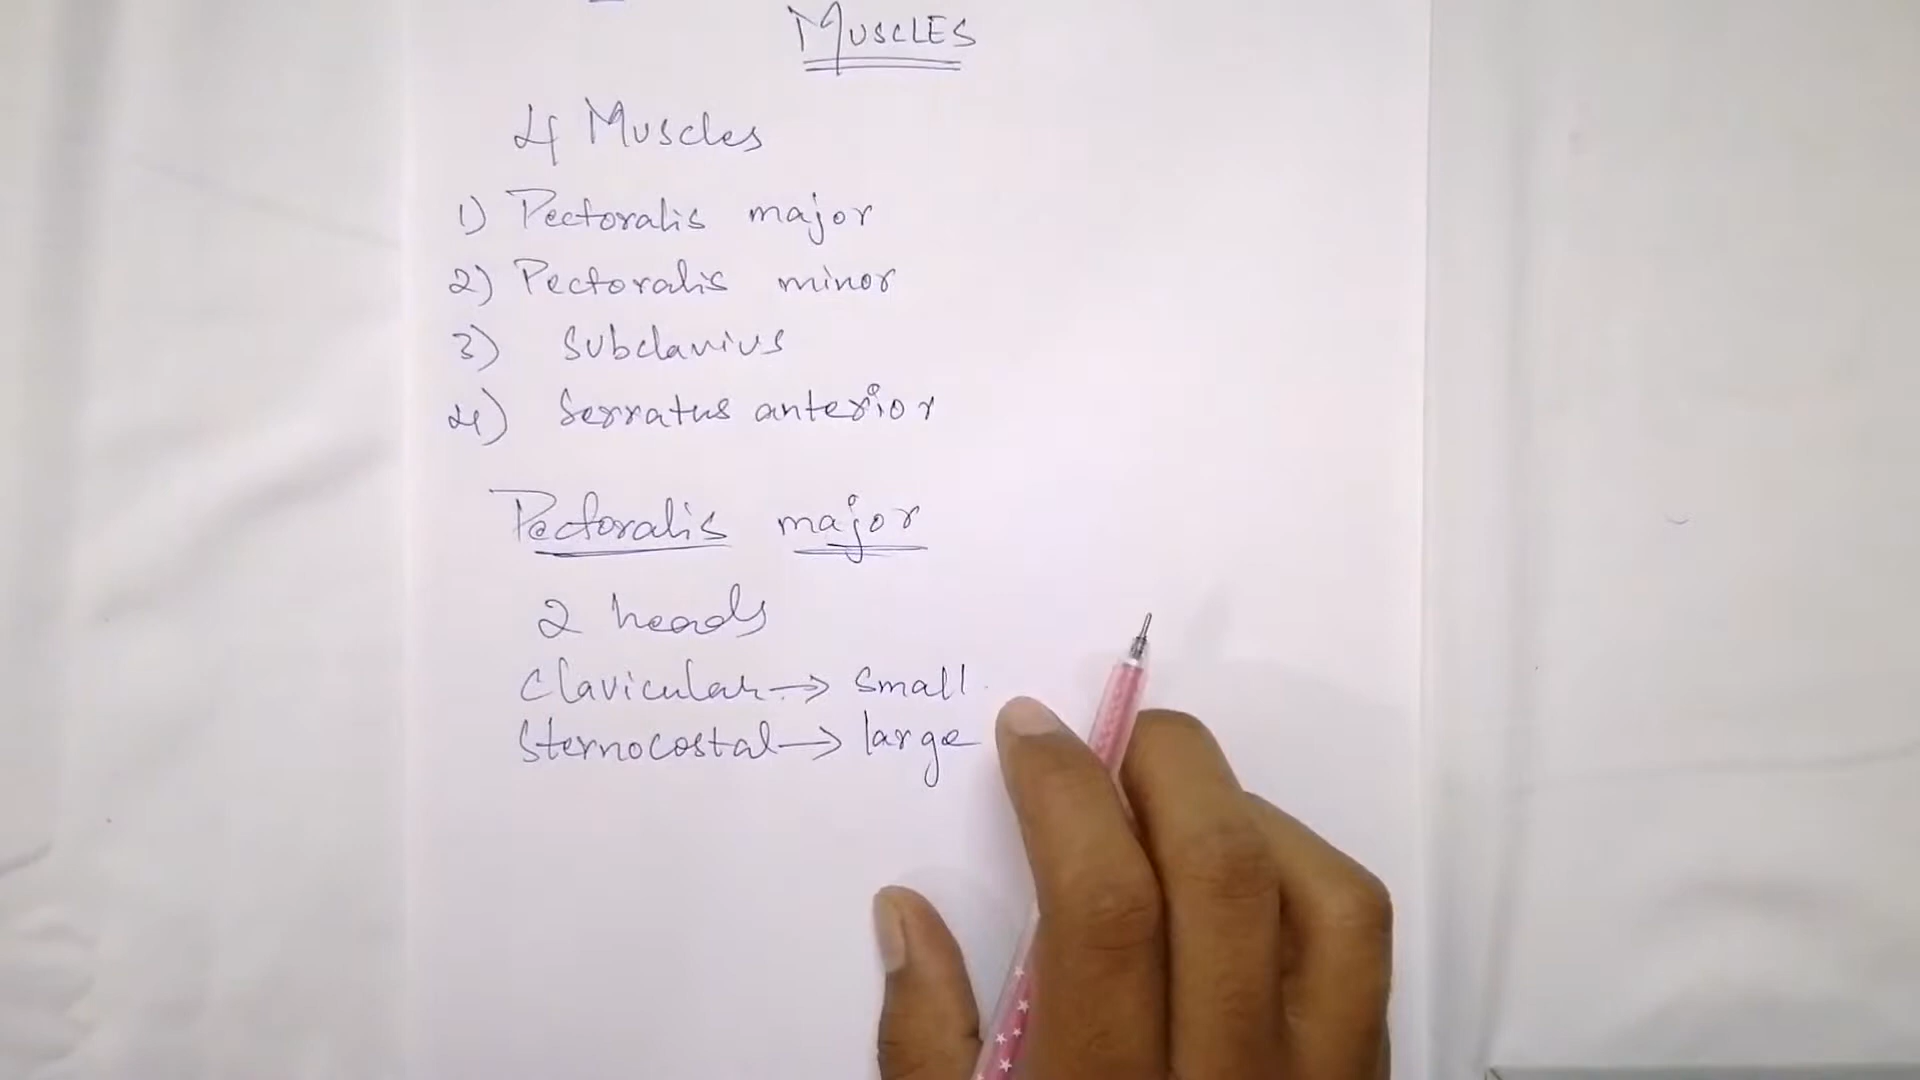 MUSCLES
4 Muscles
1) Pectoralis major
2) Pectoralis minor
3) Subclavius
4) Serratus anterior
Pectoralis major
2 heads
Clavicular → small
Sternocostal → large